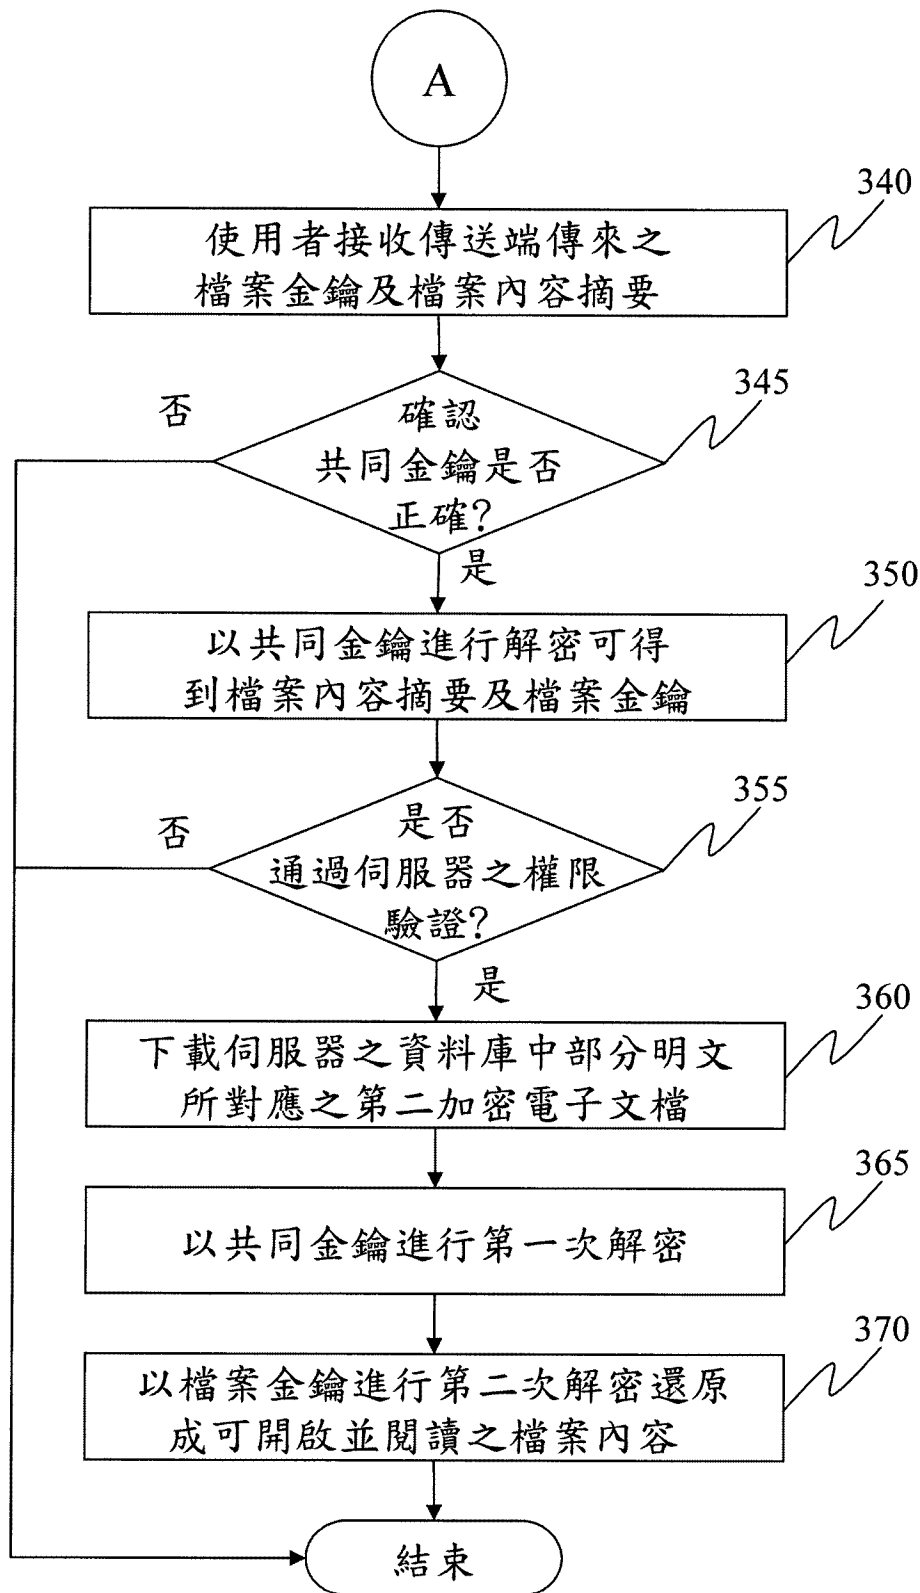 A
340
使用者接收傳送端傳來之
檔案金鑰及檔案內容摘要
345
否
確認
共同金鑰是否
正確?
是
350
以共同金鑰進行解密可得
到檔案內容摘要及檔案金鑰
355
否
是否
通過伺服器之權限
驗證?
是
360
下載伺服器之資料庫中部分明文
所對應之第二加密電子文檔
365
以共同金鑰進行第一次解密
370
以檔案金鑰進行第二次解密還原
成可開啟並閱讀之檔案內容
結束